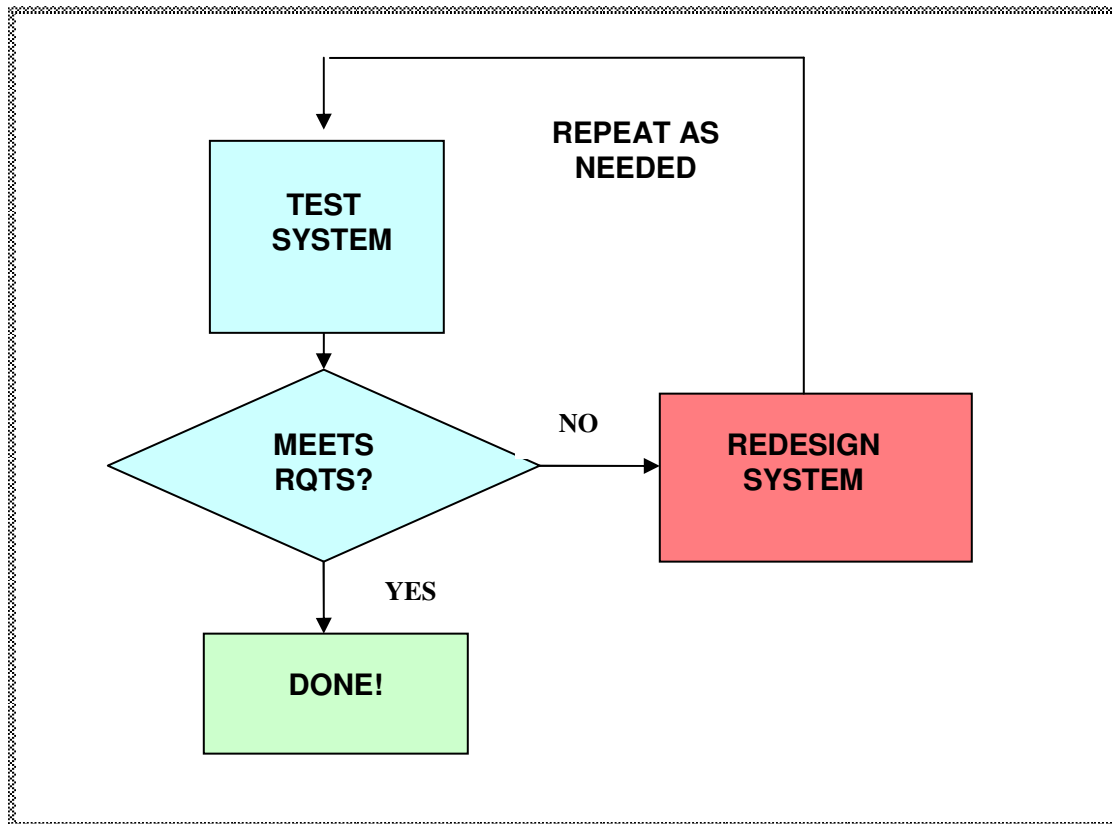 REPEAT AS
NEEDED
TEST
SYSTEM
MEETS
RQTS?
NO
REDESIGN
SYSTEM
YES
DONE!